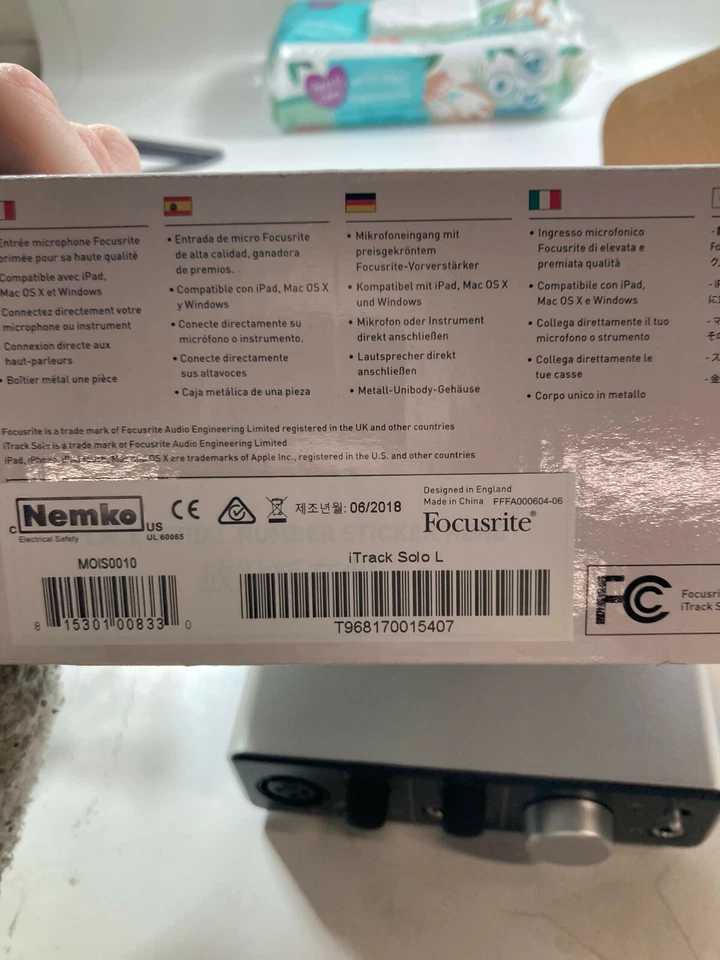 Entrée microphone Focusrite
primée pour sa haute qualité
Compatible avec iPad,
Mac OS X et Windows
Connectez directement votre
microphone ou instrument
Connexion directe aux
haut-parleurs
• Boîtier métal une pièce
• Entrada de micro Focusrite
de alta calidad, ganadora
de premios.
• Compatible con iPad, Mac OS X
y Windows
• Conecte directamente su
micrófono o instrumento.
• Conecte directamente
sus altavoces
• Caja metálica de una pieza
• Mikrofoneingang mit
preisgekröntem
Focusrite-Vorverstärker
• Kompatibel mit iPad, Mac OS X
und Windows
• Mikrofon oder Instrument
direkt anschließen
• Lautsprecher direkt
anschließen
• Metall-Unibody-Gehäuse
• Ingresso microfonico
Focusrite di elevata e
premiata qualità
• Compatibile con iPad,
Mac OS X e Windows
• Collega direttamente il tuo
microfono o strumento
• Collega direttamente le
tue casse
• Corpo unico in metallo
Focusrite is a trade mark of Focusrite Audio Engineering Limited registered in the UK and other countries
iTrack Solo is a trade mark of Focusrite Audio Engineering Limited
iPad, iPhone, Mac OS X are trademarks of Apple Inc., registered in the U.S. and other countries
c Nemko US
Electrical Safety UL 60065
CE
제조년월: 06/2018
Designed in England
Made in China FFFA000604-06
Focusrite®
MOIS0010
8 15301 00833 0
iTrack Solo L
T968170015407
FC
Focusri
iTrack S